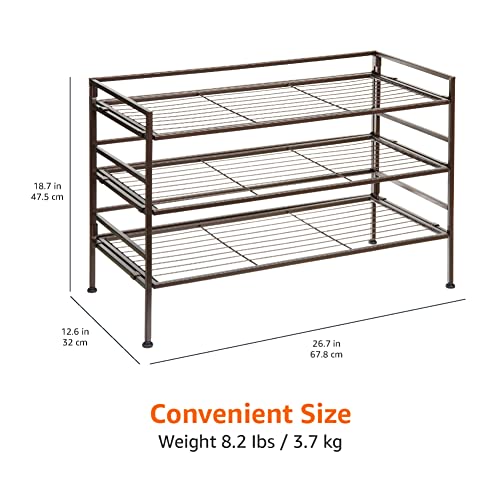 18.7 in
47.5 cm
12.6 in
32 cm
26.7 in
67.8 cm
Convenient Size
Weight 8.2 lbs / 3.7 kg